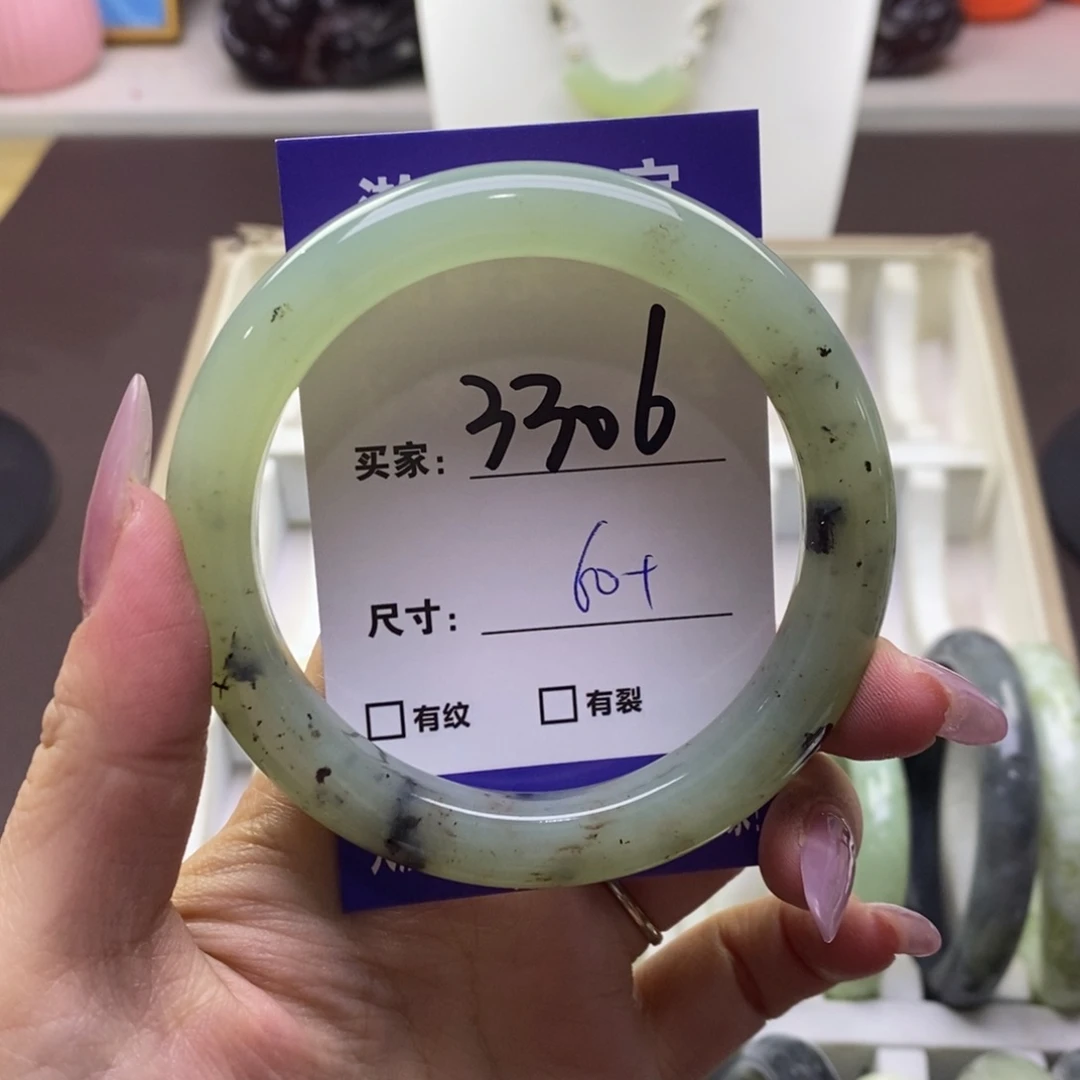 买家: 3306
尺寸: 60+
□有纹 □有裂